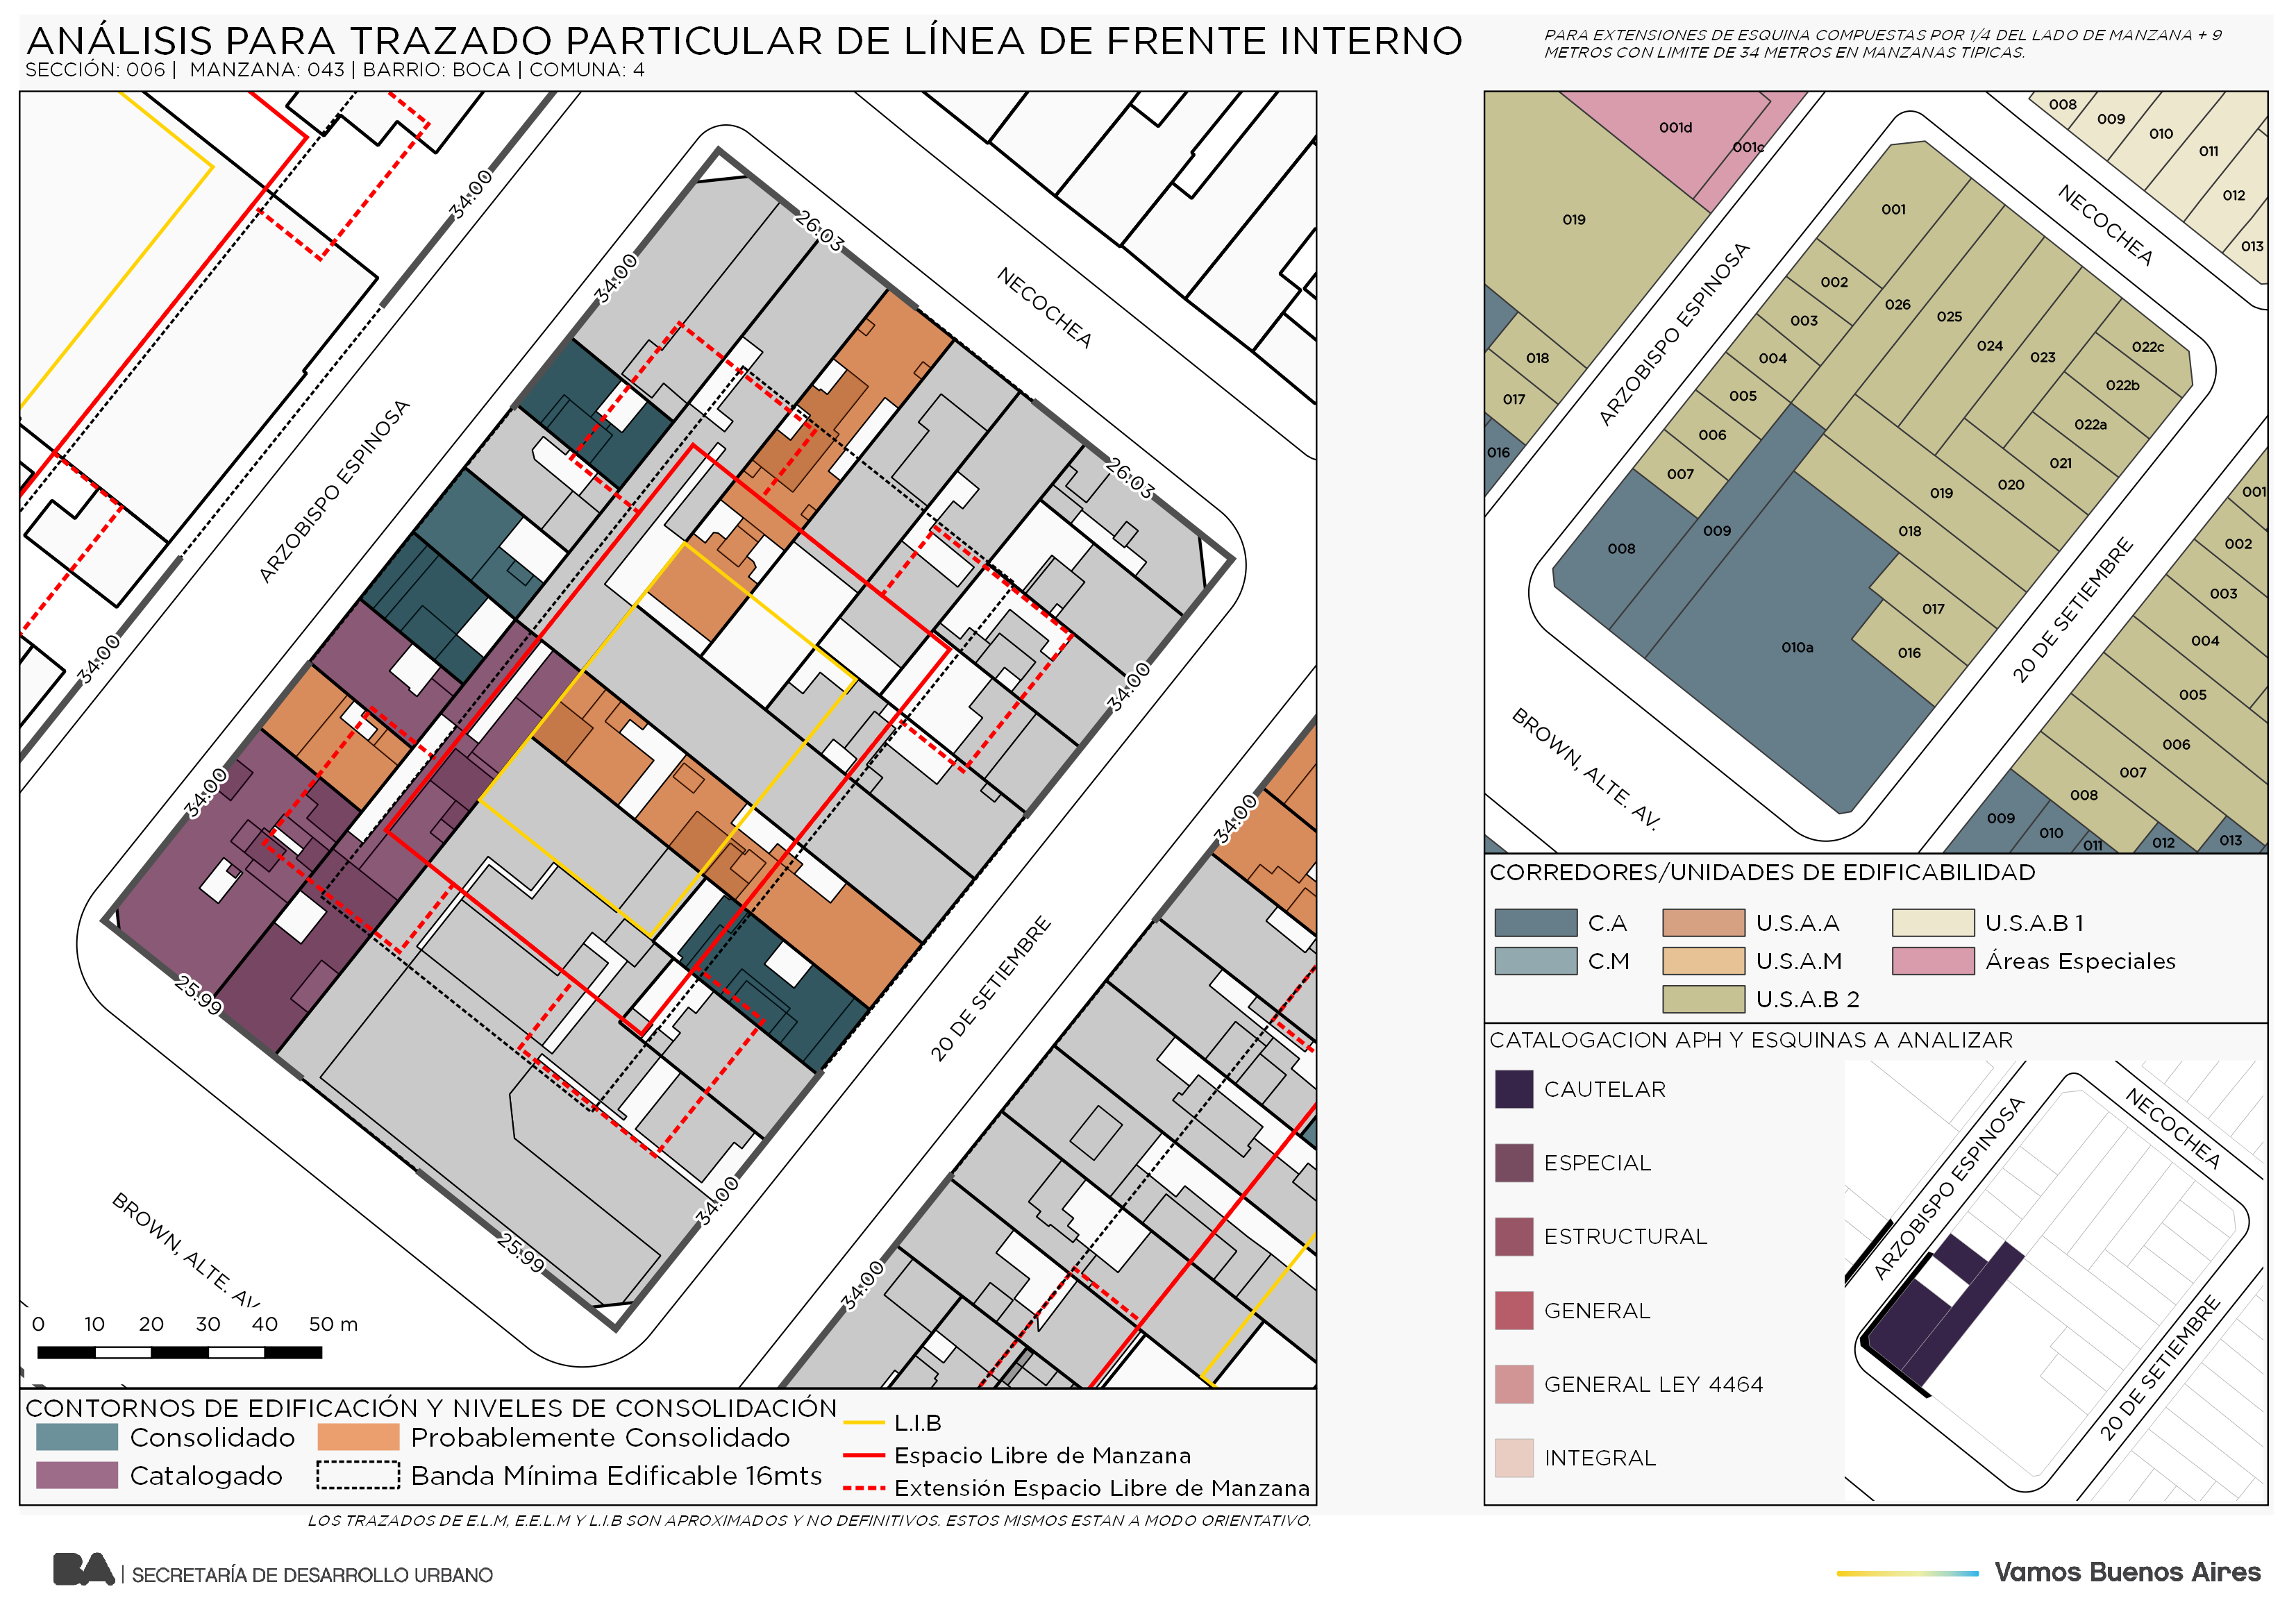 ANÁLISIS PARA TRAZADO PARTICULAR DE LÍNEA DE FRENTE INTERNO
SECCIÓN: 006 | MANZANA: 043 | BARRIO: BOCA | COMUNA: 4
PARA EXTENSIONES DE ESQUINA COMPUESTAS POR 1/4 DEL LADO DE MANZANA + 9
METROS CON LIMITE DE 34 METROS EN MANZANAS TIPICAS.
34:00
26:03
34:00
NECOCHEA
ARZOBISPO ESPINOSA
26:03
34:00
34:00
34:00
34:00
25:99
20 DE SETIEMBRE
34:00
25:99
34:00
BROWN, ALTE. AV.
0 10 20 30 40 50 m
CONTORNOS DE EDIFICACIÓN Y NIVELES DE CONSOLIDACIÓN
Consolidado
Probablemente Consolidado
Catalogado
Banda Mínima Edificable 16mts
L.I.B
Espacio Libre de Manzana
Extensión Espacio Libre de Manzana
LOS TRAZADOS DE E.L.M, E.E.L.M Y L.I.B SON APROXIMADOS Y NO DEFINITIVOS. ESTOS MISMOS ESTAN A MODO ORIENTATIVO.
001d
001c
008
009
010
011
012
013
019
018
017
016
NECOCHEA
ARZOBISPO ESPINOSA
001
002
003
004
005
006
007
008
009
010a
026
025
024
023
022c
022b
022a
021
020
019
018
017
016
20 DE SETIEMBRE
BROWN, ALTE. AV.
001
002
003
004
005
006
007
008
009
010
011
012
013
CORREDORES/UNIDADES DE EDIFICABILIDAD
C.A
U.S.A.A
U.S.A.B 1
C.M
U.S.A.M
Áreas Especiales
U.S.A.B 2
CATALOGACION APH Y ESQUINAS A ANALIZAR
CAUTELAR
ESPECIAL
ESTRUCTURAL
GENERAL
GENERAL LEY 4464
INTEGRAL
NECOCHEA
ARZOBISPO ESPINOSA
20 DE SETIEMBRE
BA | SECRETARÍA DE DESARROLLO URBANO
Vamos Buenos Aires